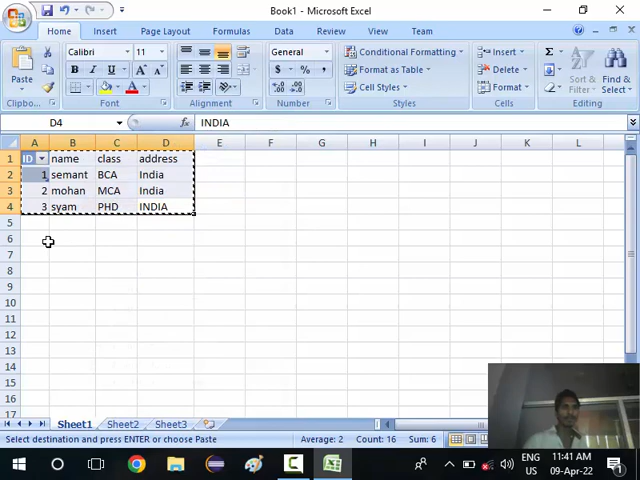 Book1 - Microsoft Excel
Home Insert Page Layout Formulas Data Review View
Paste
Clipboard
Calibri 11
B I U
Font
Alignment
General
$ % ,
Number
Conditional Formatting
Format as Table
Cell Styles
Styles
Insert
Delete
Format
Cells
Σ
Sort & Filter
Find & Select
Editing
D4 fx INDIA
A B C D E F G H I J K L
1 ID name class address
2 1 semant BCA India
3 2 mohan MCA India
4 3 syam PHD INDIA
5
6
7
8
9
10
11
12
13
14
15
16
17
Sheet1 Sheet2 Sheet3
Select destination and press ENTER or choose Paste Average: 2 Count: 16 Sum: 6
ENG
US
11:41 AM
09-Apr-22
1